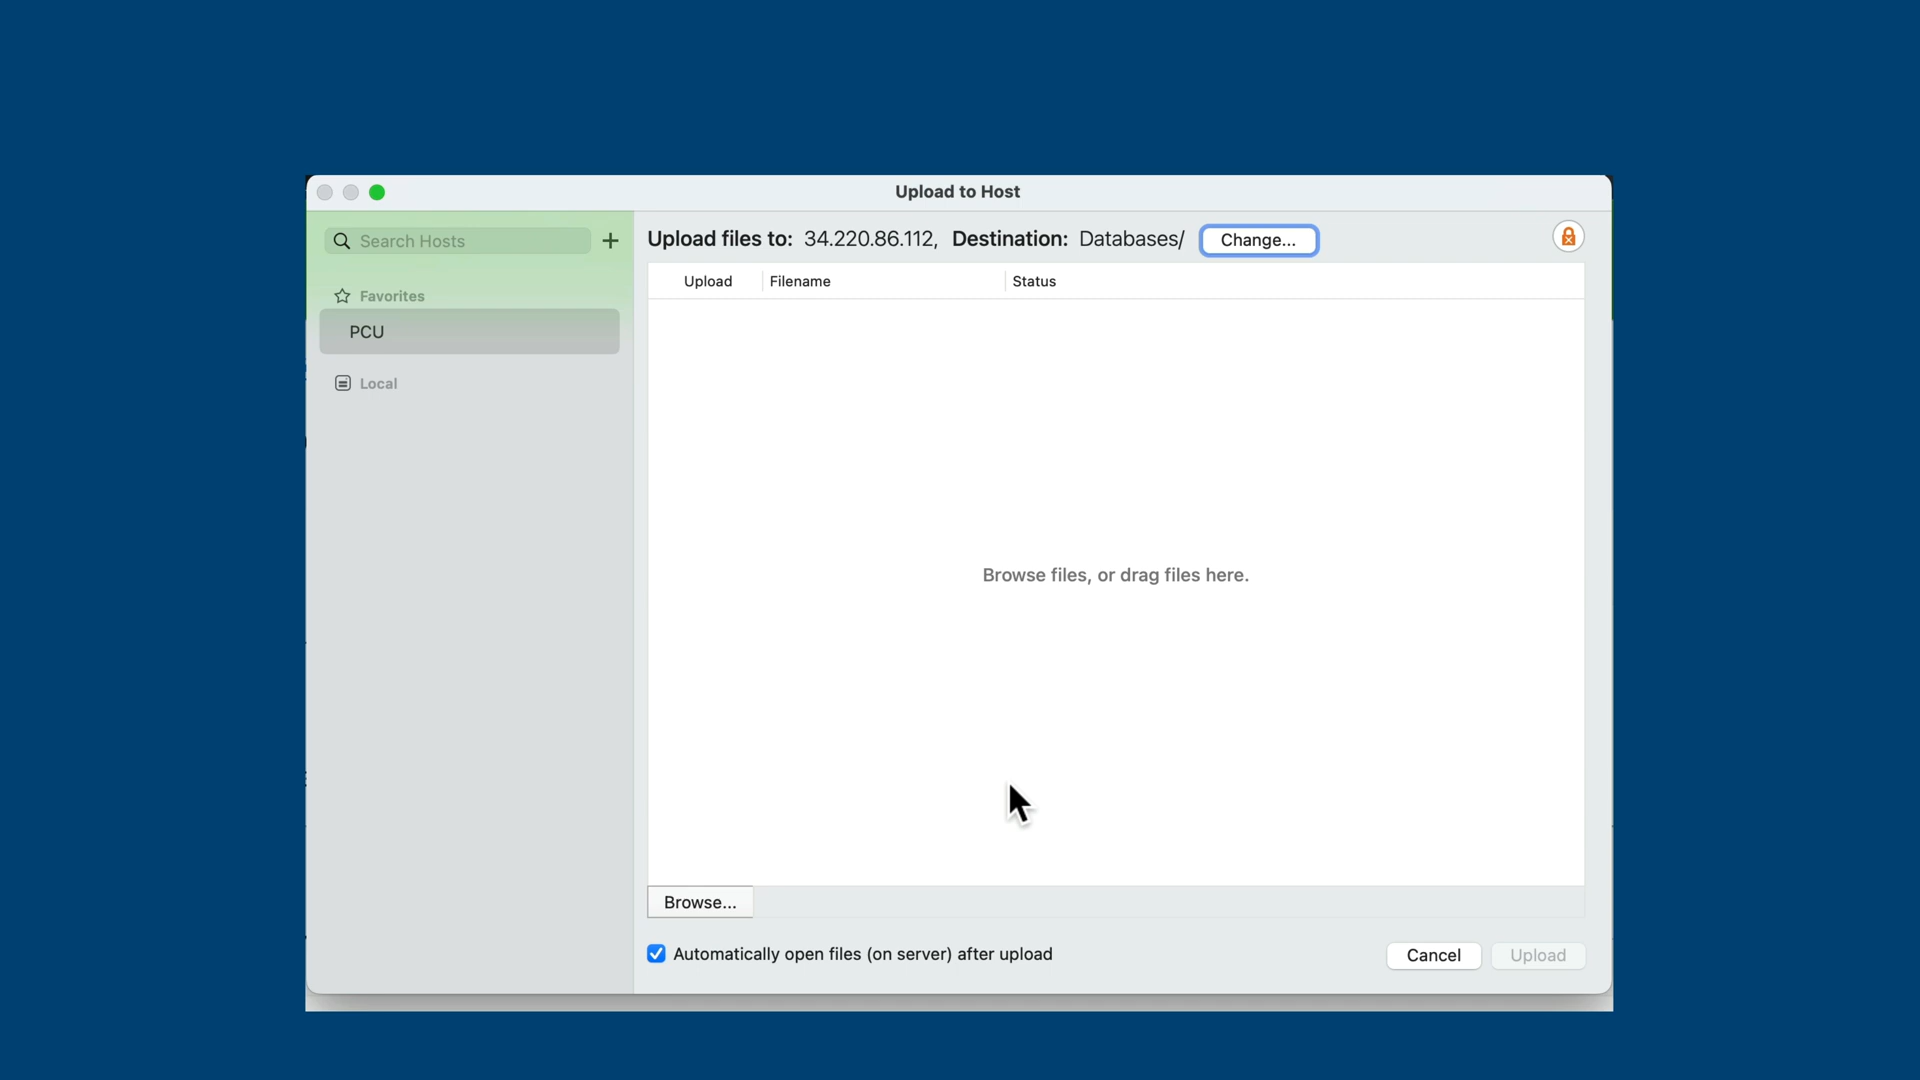 Upload to Host
Search Hosts
Favorites
PCU
Local
Upload files to: 34.220.86.112, Destination: Databases/ Change...
Upload Filename Status
Browse files, or drag files here.
Browse...
Automatically open files (on server) after upload
Cancel Upload